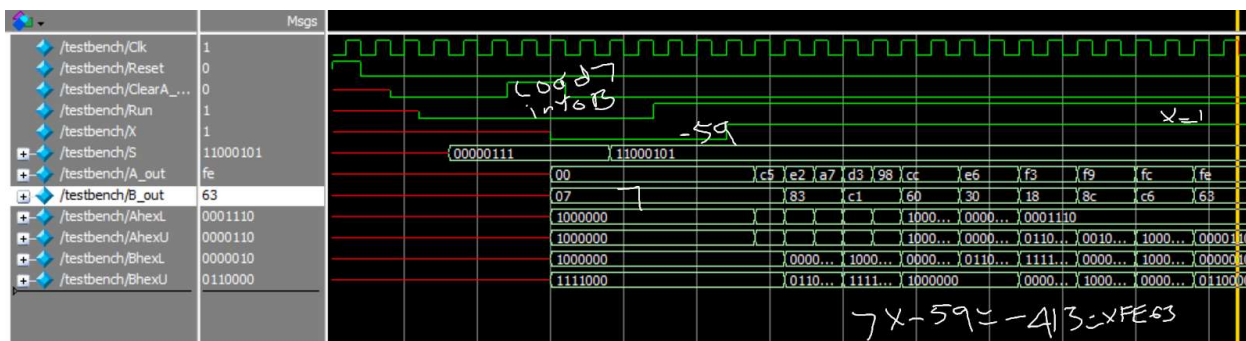 Msgs
/testbench/Clk 1
/testbench/Reset 0
/testbench/ClearA_... 0
/testbench/Run 1
/testbench/X 1
/testbench/S 11000101 00000111 11000101
/testbench/A_out fe 00 c5 e2 a7 d3 98 cc e6 f3 f9 fc fe
/testbench/B_out 63 07 83 c1 60 30 18 8c c6 63
/testbench/AhexL 0001110 1000000 1000... 0000... 0001110
/testbench/AhexU 0000110 1000000 1000... 0000... 0110... 0010... 1000... 0000110
/testbench/BhexL 0000010 1000000 0000... 1000... 0000... 0110... 1111... 0000... 1000... 0000010
/testbench/BhexU 0110000 1111000 0110... 1111... 1000000 0000... 1000... 0000... 0110000
Load 7
into B
-59
X=1
7
7x-59=-413=xFE63